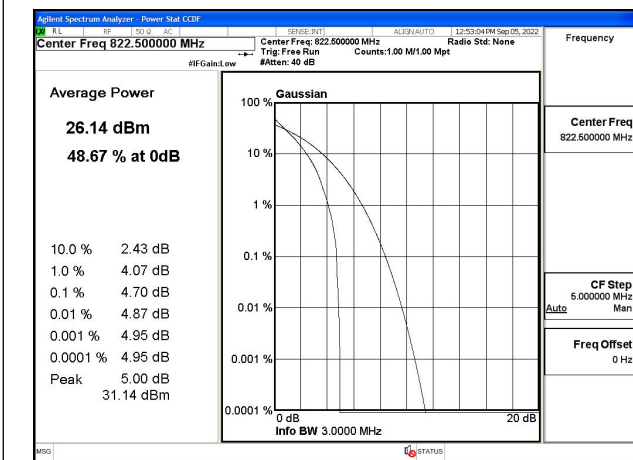 Agilent Spectrum Analyzer - Power Stat CCDF
LXI RL RF 50 Ω AC SENSE:INT ALIGN AUTO 12:53:04 PM Sep 05, 2022
Center Freq 822.500000 MHz Center Freq: 822.500000 MHz Radio Std: None
Trig: Free Run Counts:1.00 M/1.00 Mpt
#IFGain:Low #Atten: 40 dB
Frequency
Average Power
26.14 dBm
48.67 % at 0dB
10.0 % 2.43 dB
1.0 % 4.07 dB
0.1 % 4.70 dB
0.01 % 4.87 dB
0.001 % 4.95 dB
0.0001 % 4.95 dB
Peak 5.00 dB
31.14 dBm
Gaussian
100 %
10 %
1 %
0.1 %
0.01 %
0.001 %
0.0001 %
0 dB 20 dB
Info BW 3.0000 MHz
Center Freq
822.500000 MHz
CF Step
5.000000 MHz
Auto Man
Freq Offset
0 Hz
MSG STATUS